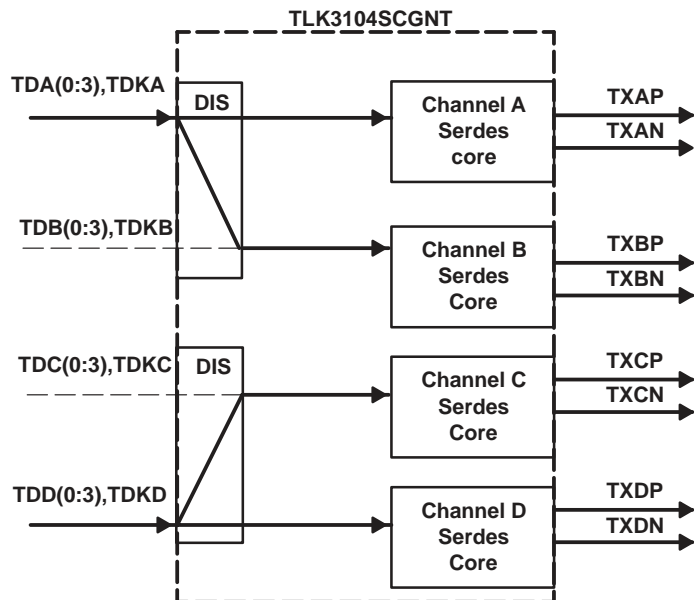 TLK3104SCGNT
TDA(0:3),TDKA
DIS
Channel A
Serdes
core
TXAP
TXAN
TDB(0:3),TDKB
Channel B
Serdes
Core
TXBP
TXBN
TDC(0:3),TDKC
DIS
Channel C
Serdes
Core
TXCP
TXCN
TDD(0:3),TDKD
Channel D
Serdes
Core
TXDP
TXDN